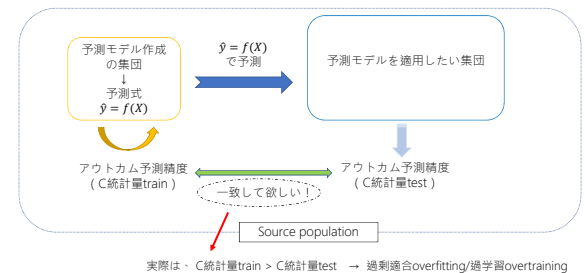 予測モデル作成
の集団
↓
予測式
ŷ = f(X)
ŷ = f(X)
で予測
予測モデルを適用したい集団
アウトカム予測精度
( C統計量train )
一致して欲しい！
アウトカム予測精度
( C統計量test )
Source population
実際は、 C統計量train > C統計量test → 過剰適合overfitting/過学習overtraining